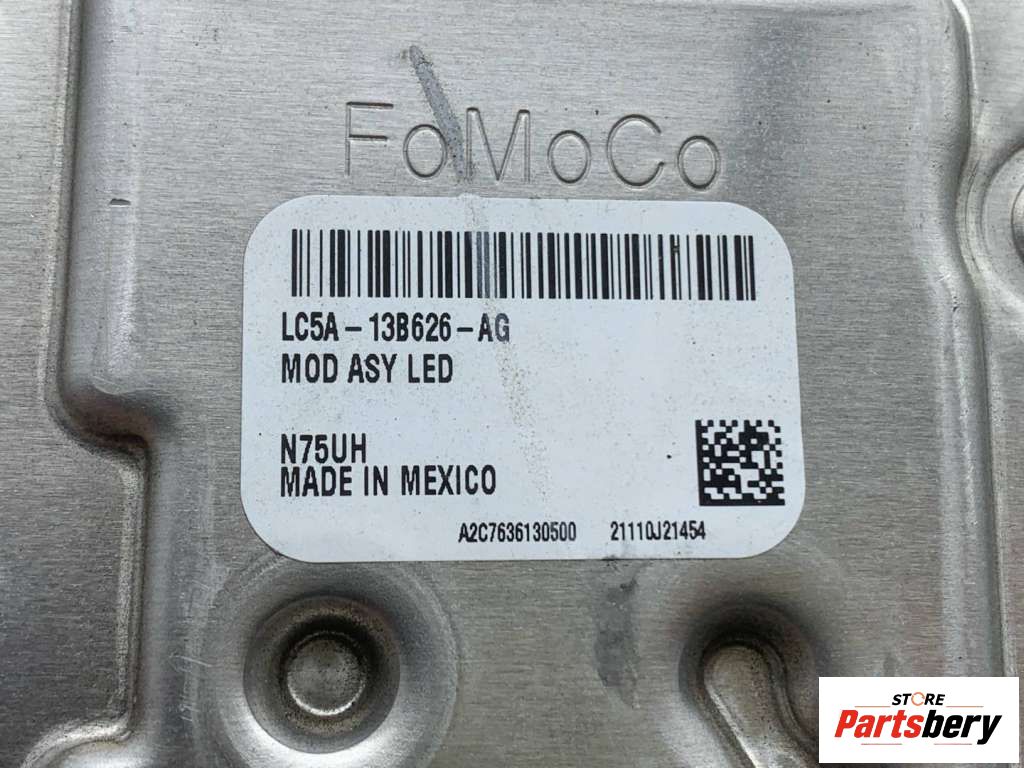 FoMoCo
LC5A-13B626-AG
MOD ASY LED
N75UH
MADE IN MEXICO
A2C7636130500 21110J21454
STORE
Partsbery